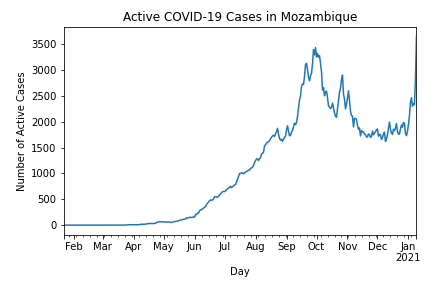 Active COVID-19 Cases in Mozambique
Number of Active Cases
3500
3000
2500
2000
1500
1000
500
0
Feb Mar Apr May Jun Jul Aug Sep Oct Nov Dec Jan
2021
Day